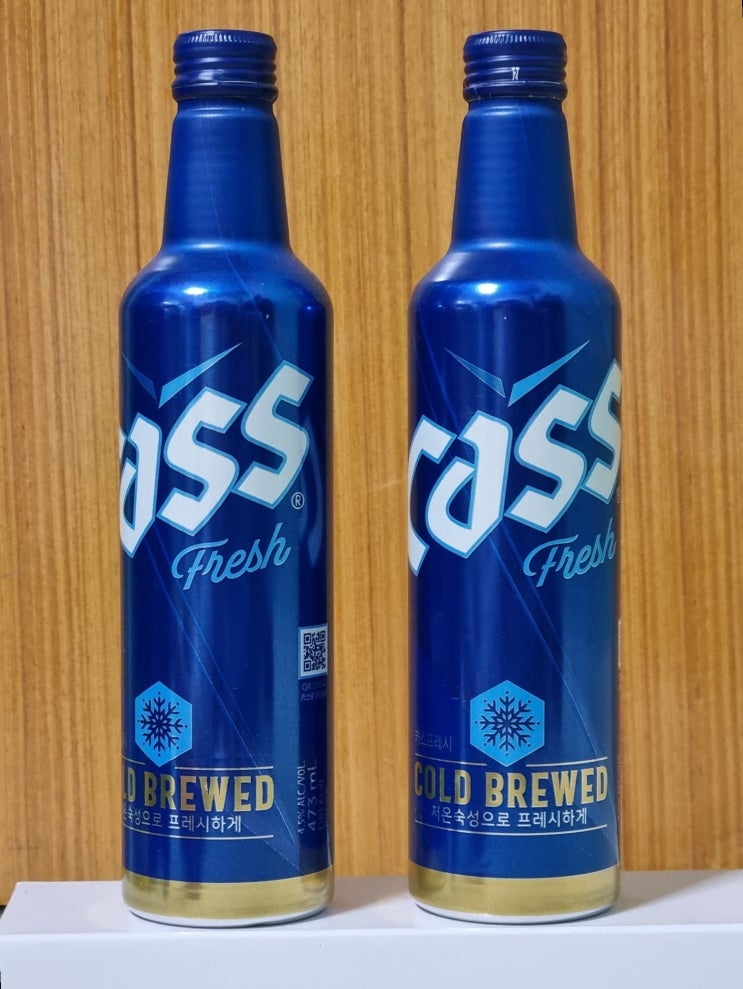 ass
®
Fresh
QR
LD BREWED
온숙성으로 프레시하게
4.5% ALC/VOL.
473 mL
Cass
Fresh
카스프레시
COLD BREWED
저온숙성으로 프레시하게